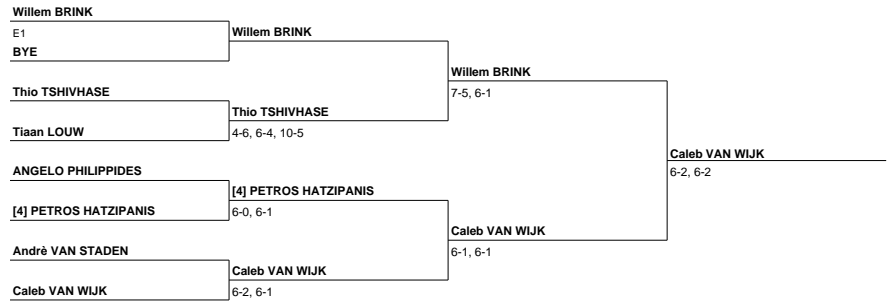 Willem BRINK
E1
BYE
Thio TSHIVHASE
Tiaan LOUW
ANGELO PHILIPPIDES
[4] PETROS HATZIPANIS
Andrè VAN STADEN
Caleb VAN WIJK
Willem BRINK
Thio TSHIVHASE
4-6, 6-4, 10-5
[4] PETROS HATZIPANIS
6-0, 6-1
Caleb VAN WIJK
6-2, 6-1
Willem BRINK
7-5, 6-1
Caleb VAN WIJK
6-1, 6-1
Caleb VAN WIJK
6-2, 6-2